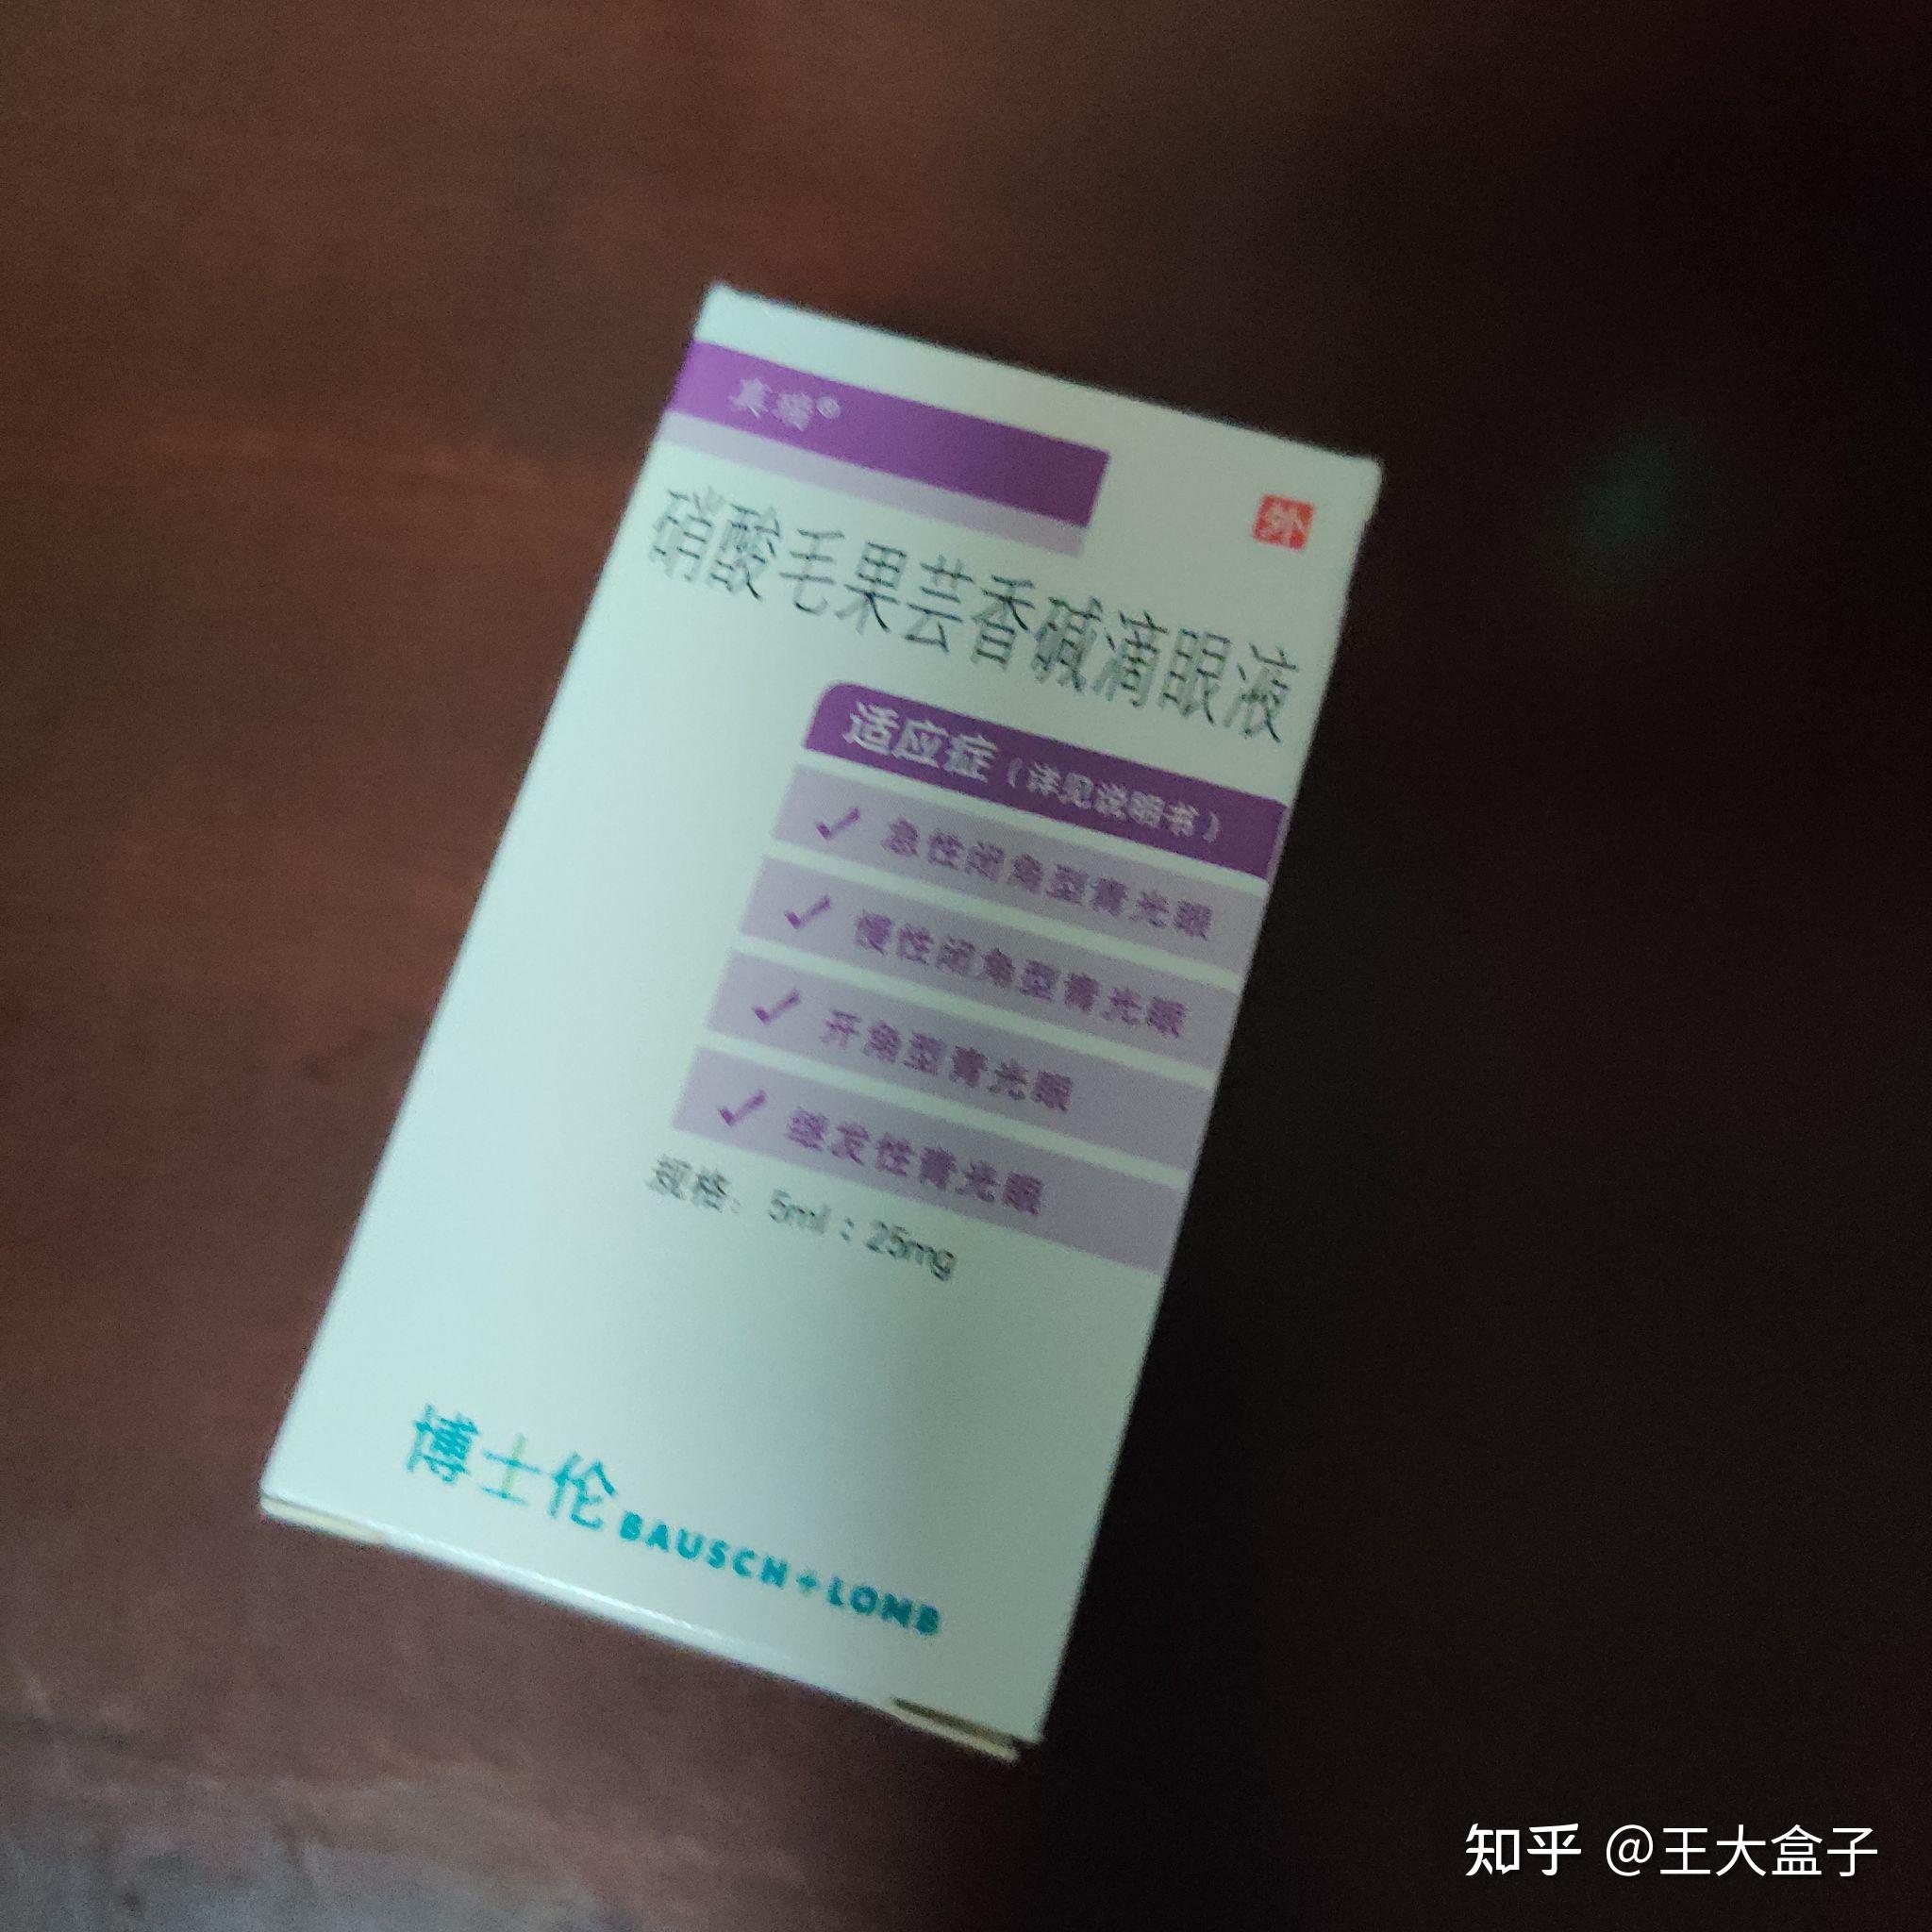 真瑞®
外
硝酸毛果芸香碱滴眼液
适应症（详见说明书）
✓ 急性闭角型青光眼
✓ 慢性闭角型青光眼
✓ 开角型青光眼
✓ 继发性青光眼
规格：5ml：25mg
博士伦 BAUSCH+LOMB
知乎 @王大盒子